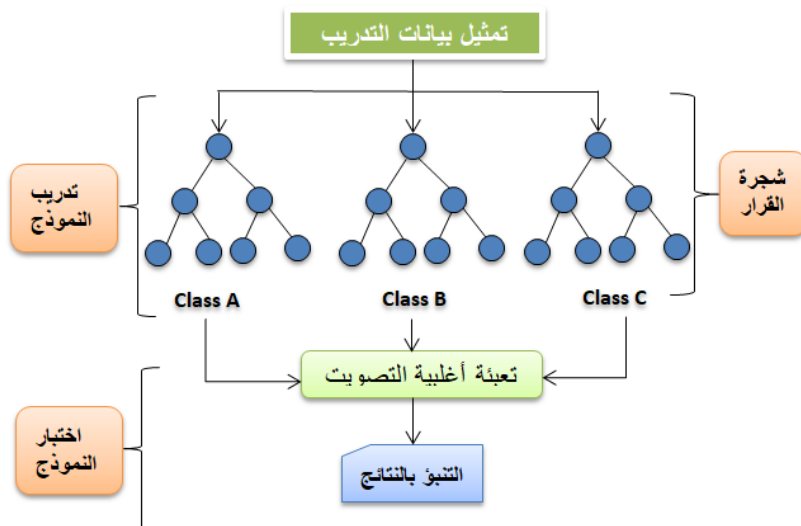 تمثيل بيانات التدريب
تدريب
النموذج
شجرة
القرار
Class A
Class B
Class C
تعبئة أغلبية التصويت
اختبار
النموذج
التنبؤ بالنتائج